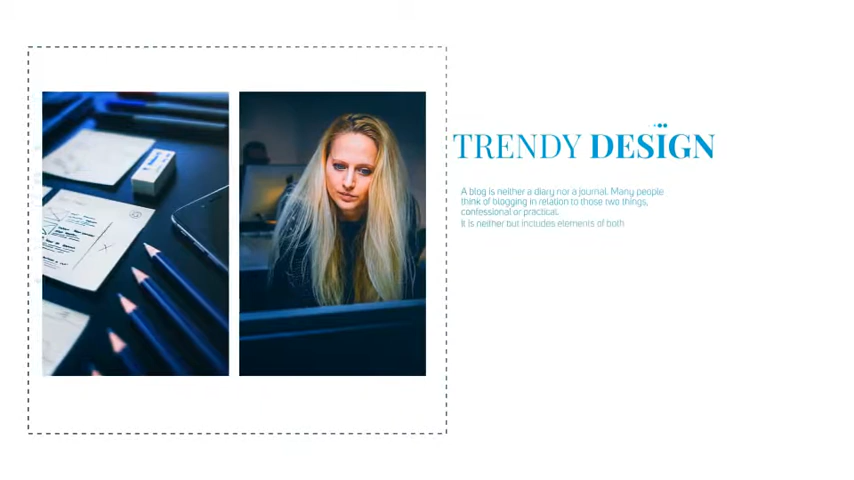 TRENDY DESIGN
A blog is neither a diary nor a journal. Many people
think of blogging in relation to those two things,
confessional or practical.
It is neither but includes elements of both